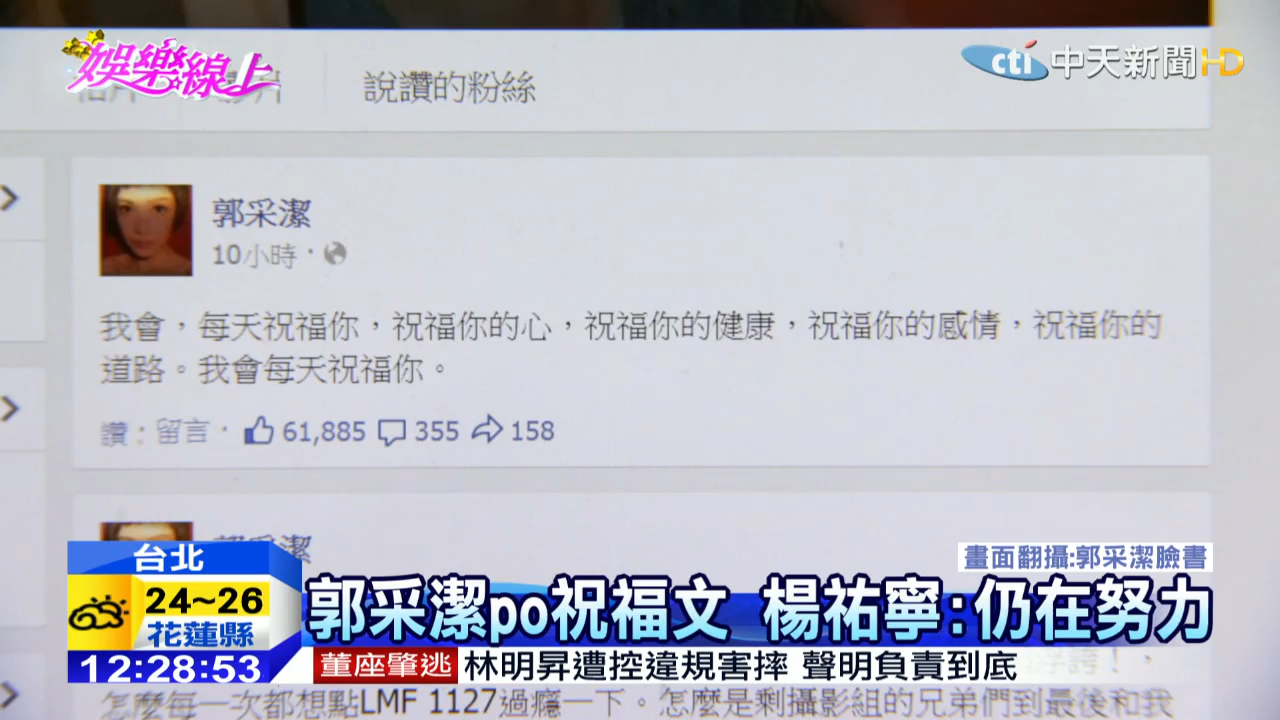 娛樂線上
cti 中天新聞HD
說讚的粉絲
郭采潔
10小時·
我會，每天祝福你，祝福你的心，祝福你的健康，祝福你的感情，祝福你的
道路。我會每天祝福你。
讚：留言· 61,885 355 158
郭采潔
畫面翻攝:郭采潔臉書
台北
24~26
花蓮縣
12:28:53
郭采潔po祝福文 楊祐寧:仍在努力
董座肇逃 林明昇遭控違規害摔 聲明負責到底
怎麼每一次都想點LMF 1127過癮一下。怎麼是剩攝影組的兄弟們到最後和我